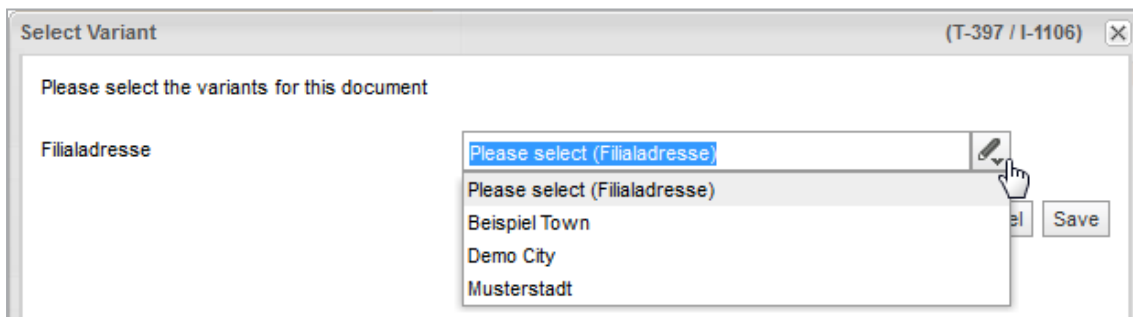 Select Variant (T-397 / I-1106)
Please select the variants for this document
Filialadresse Please select (Filialadresse)
Please select (Filialadresse)
Beispiel Town
Demo City
Musterstadt
Save